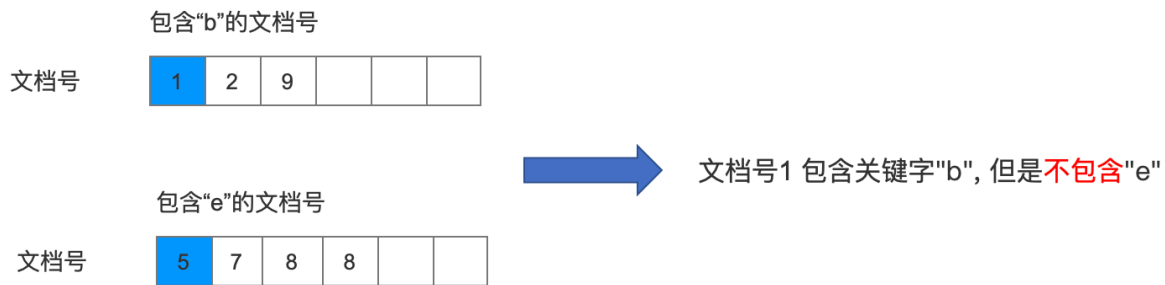 包含“b”的文档号
文档号 1 2 9
文档号1 包含关键字"b", 但是不包含"e"
包含“e”的文档号
文档号 5 7 8 8